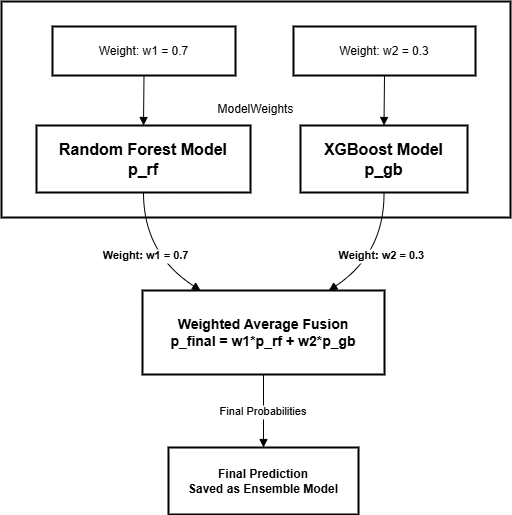 Weight: w1 = 0.7
Weight: w2 = 0.3
ModelWeights
Random Forest Model
p_rf
XGBoost Model
p_gb
Weight: w1 = 0.7
Weight: w2 = 0.3
Weighted Average Fusion
p_final = w1*p_rf + w2*p_gb
Final Probabilities
Final Prediction
Saved as Ensemble Model